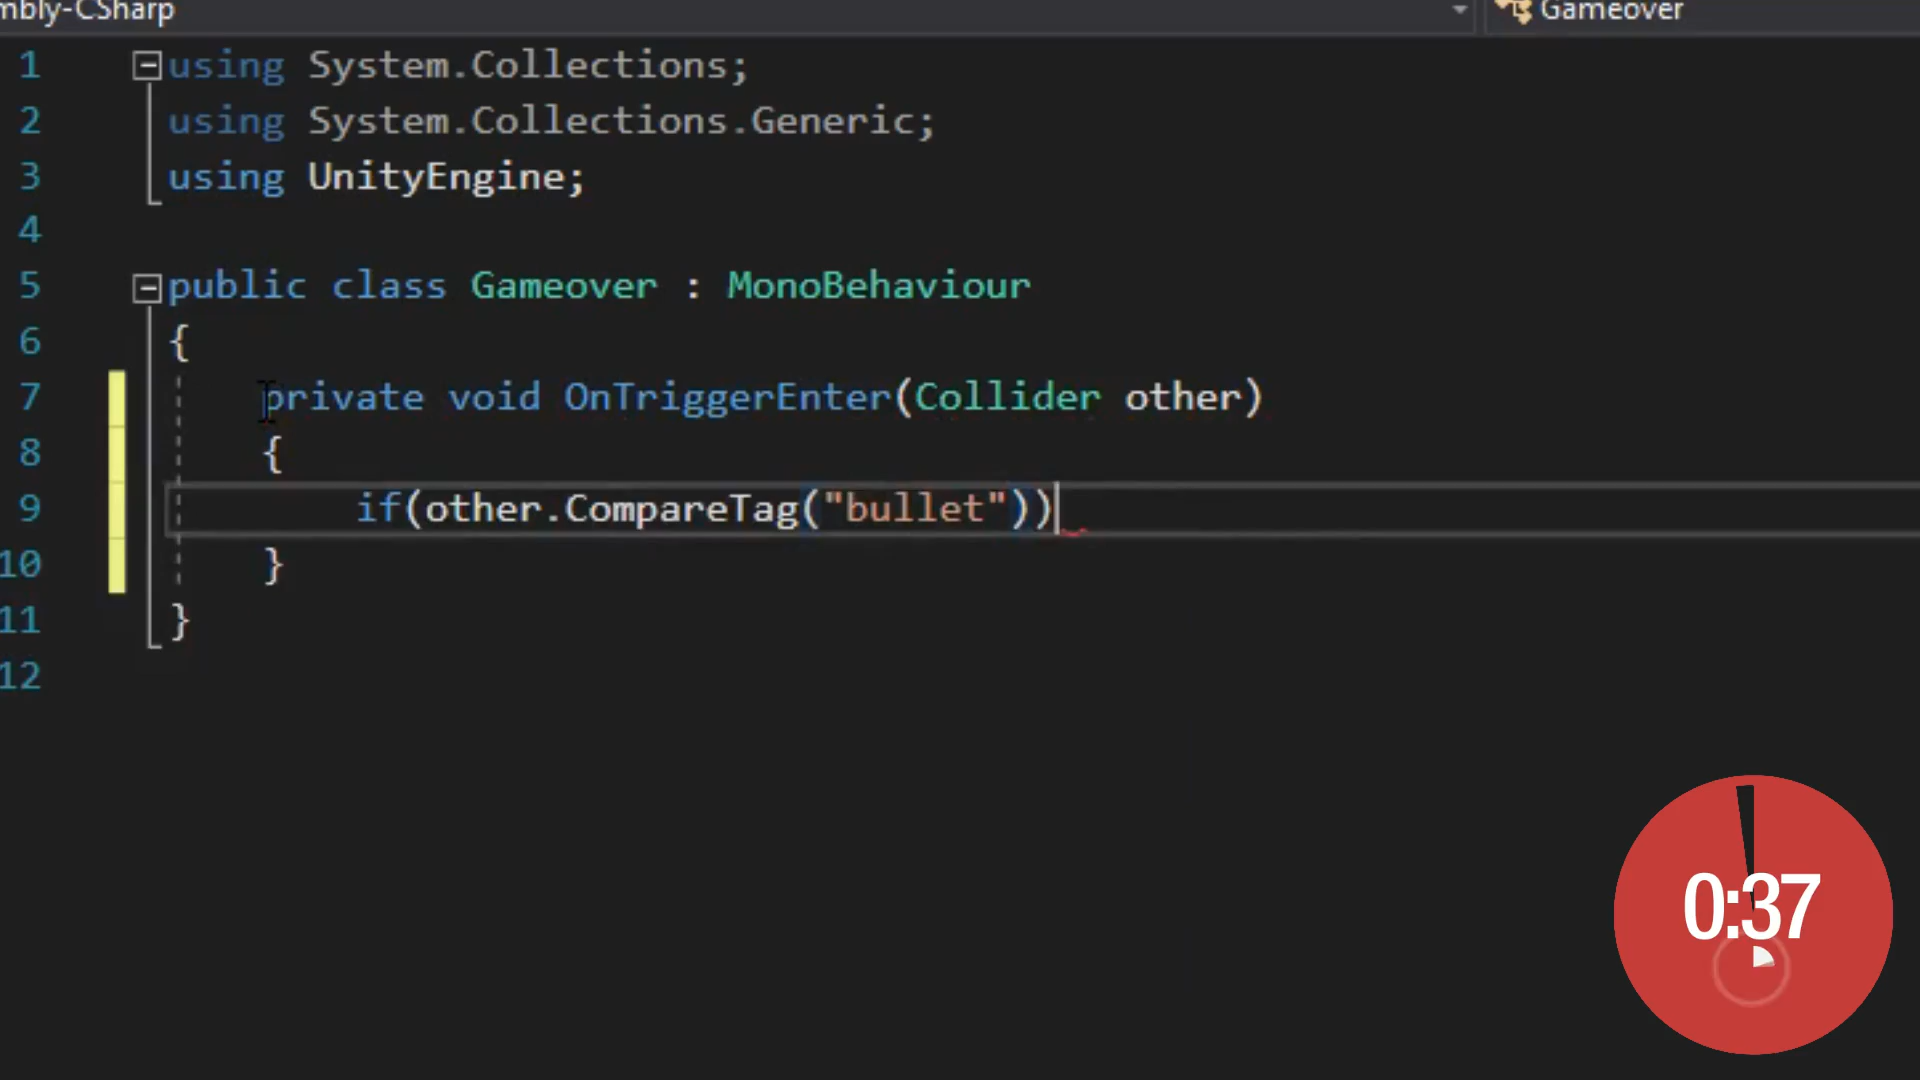 mbly-CSharp
Gameover
1 using System.Collections;
2 using System.Collections.Generic;
3 using UnityEngine;
4
5 public class Gameover : MonoBehaviour
6 {
7 private void OnTriggerEnter(Collider other)
8 {
9 if(other.CompareTag("bullet"))
10 }
11 }
12
0:37